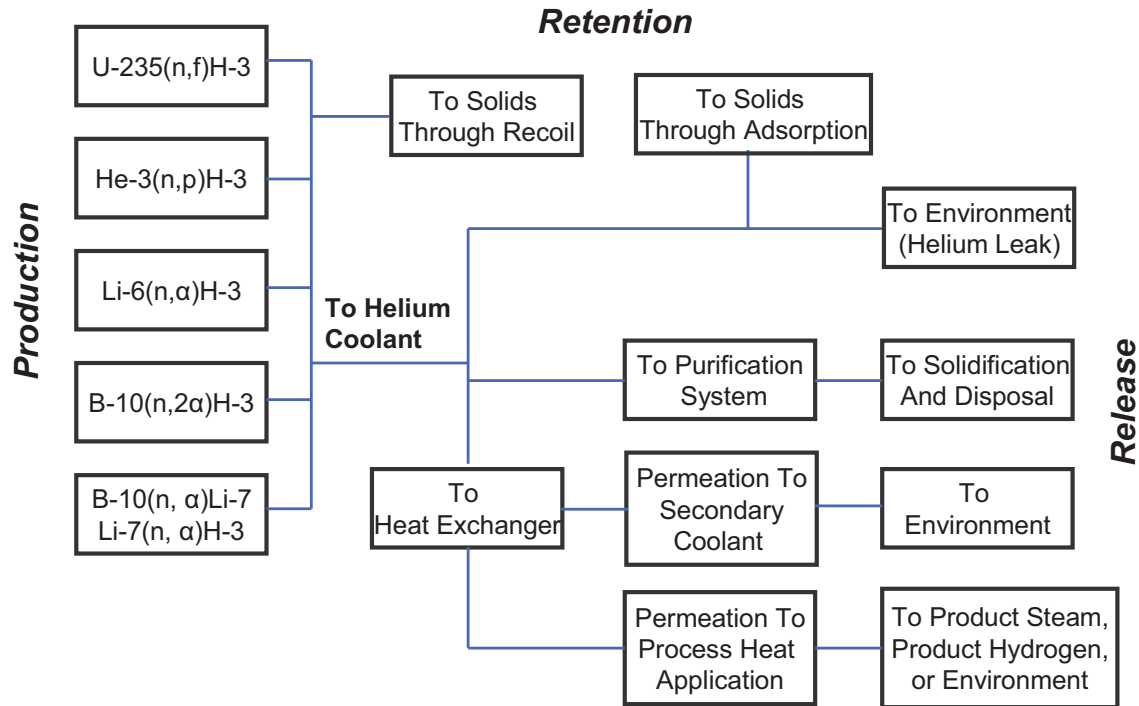 Retention
Production
Release
U-235(n,f)H-3
He-3(n,p)H-3
Li-6(n,α)H-3
B-10(n,2α)H-3
B-10(n, α)Li-7
Li-7(n, α)H-3
To Solids
Through Recoil
To Solids
Through Adsorption
To Environment
(Helium Leak)
To Helium
Coolant
To Purification
System
To Solidification
And Disposal
To
Heat Exchanger
Permeation To
Secondary
Coolant
To
Environment
Permeation To
Process Heat
Application
To Product Steam,
Product Hydrogen,
or Environment